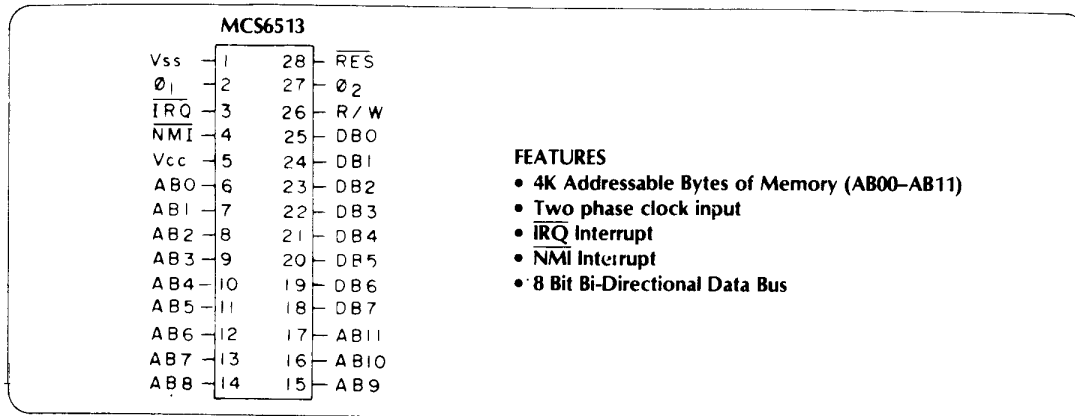 MCS6513
Vss 1 28 RES
Ø1 2 27 Ø2
IRQ 3 26 R/W
NMI 4 25 DB0
Vcc 5 24 DB1
AB0 6 23 DB2
AB1 7 22 DB3
AB2 8 21 DB4
AB3 9 20 DB5
AB4 10 19 DB6
AB5 11 18 DB7
AB6 12 17 AB11
AB7 13 16 AB10
AB8 14 15 AB9
FEATURES
• 4K Addressable Bytes of Memory (AB00–AB11)
• Two phase clock input
• IRQ Interrupt
• NMI Interrupt
• 8 Bit Bi-Directional Data Bus